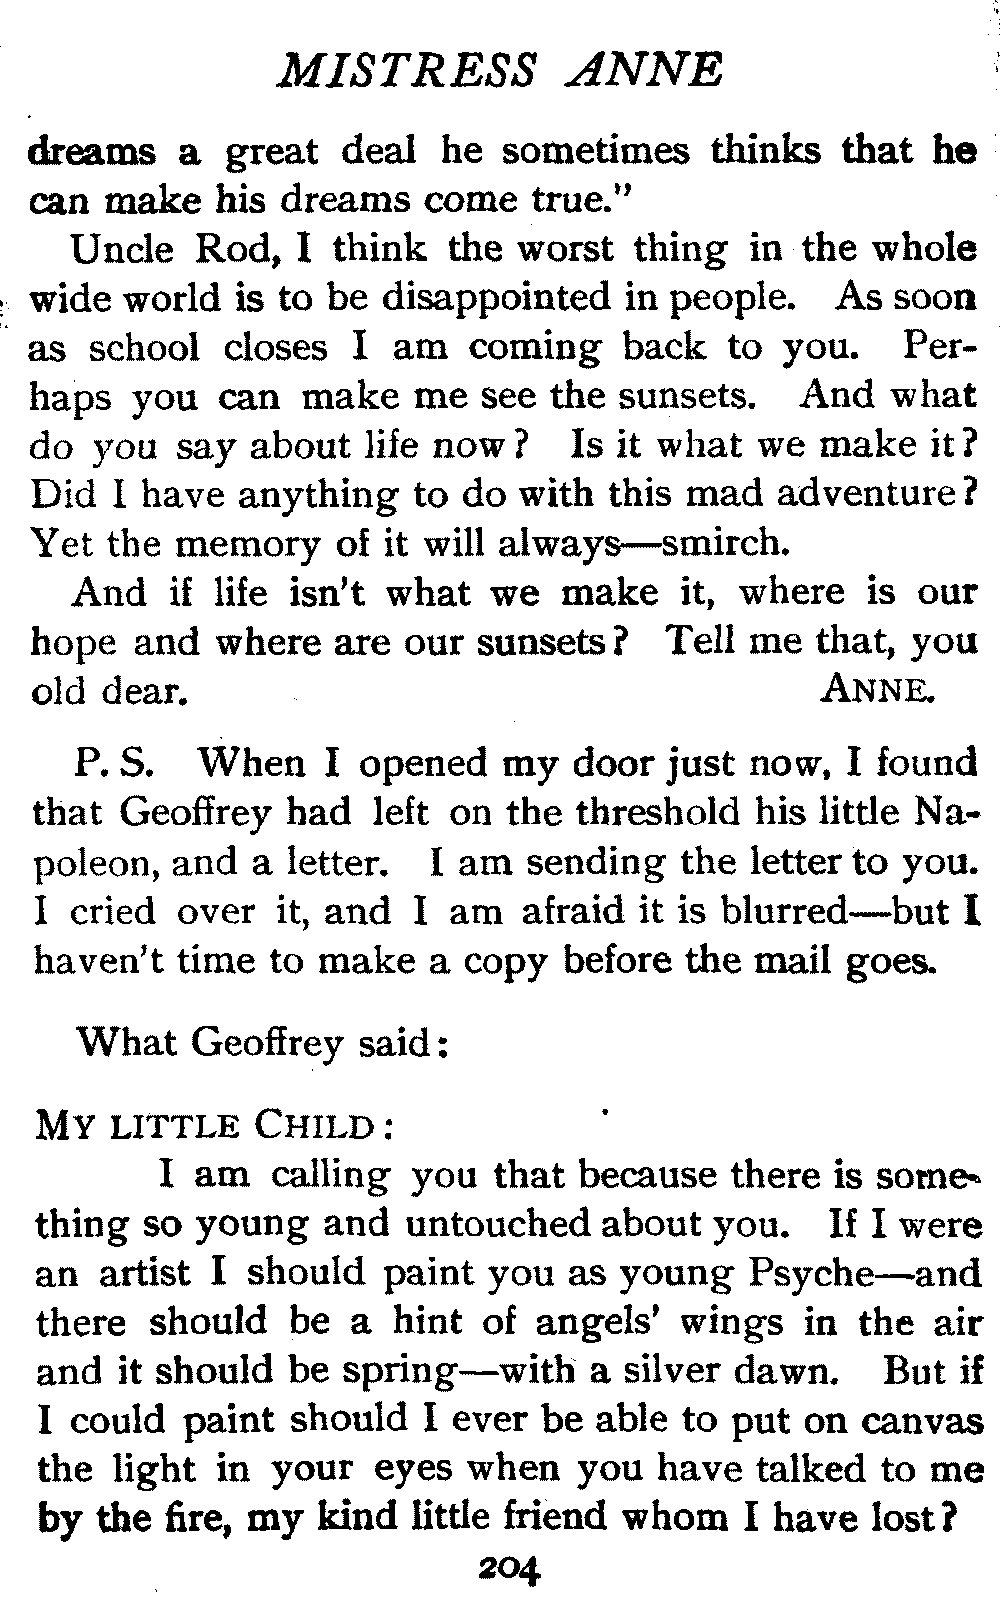 MISTRESS ANNE
dreams a great deal he sometimes thinks that he
can make his dreams come true."
Uncle Rod, I think the worst thing in the whole
wide world is to be disappointed in people. As soon
as school closes I am coming back to you. Per-
haps you can make me see the sunsets. And what
do you say about life now? Is it what we make it?
Did I have anything to do with this mad adventure?
Yet the memory of it will always—smirch.
And if life isn't what we make it, where is our
hope and where are our sunsets? Tell me that, you
old dear. ANNE.
P. S. When I opened my door just now, I found
that Geoffrey had left on the threshold his little Na-
poleon, and a letter. I am sending the letter to you.
I cried over it, and I am afraid it is blurred—but I
haven't time to make a copy before the mail goes.
What Geoffrey said:
MY LITTLE CHILD:
I am calling you that because there is some-
thing so young and untouched about you. If I were
an artist I should paint you as young Psyche—and
there should be a hint of angels' wings in the air
and it should be spring—with a silver dawn. But if
I could paint should I ever be able to put on canvas
the light in your eyes when you have talked to me
by the fire, my kind little friend whom I have lost?
204